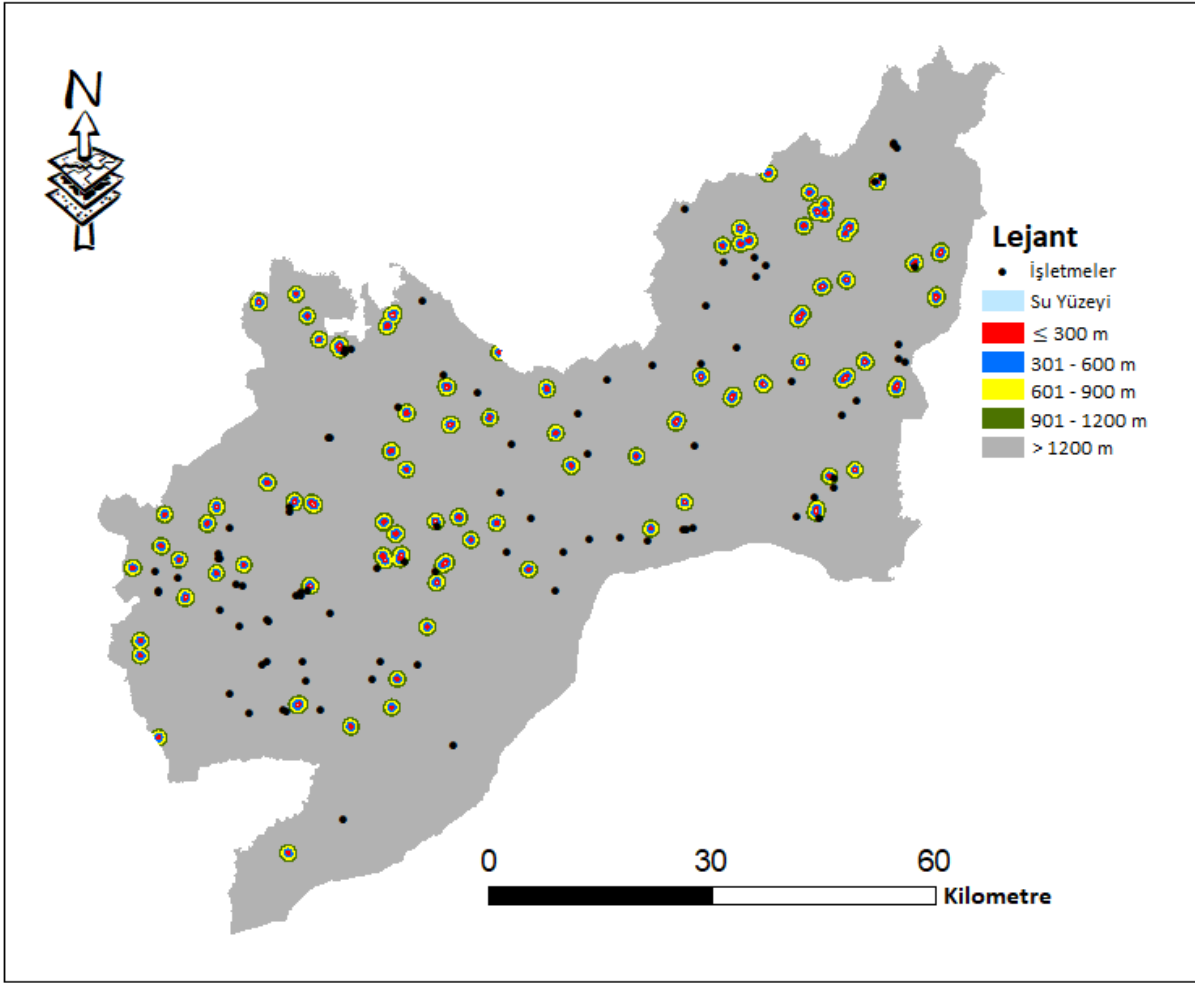 N
Lejant
İşletmeler
Su Yüzeyi
≤ 300 m
301 - 600 m
601 - 900 m
901 - 1200 m
> 1200 m
0 30 60
Kilometre